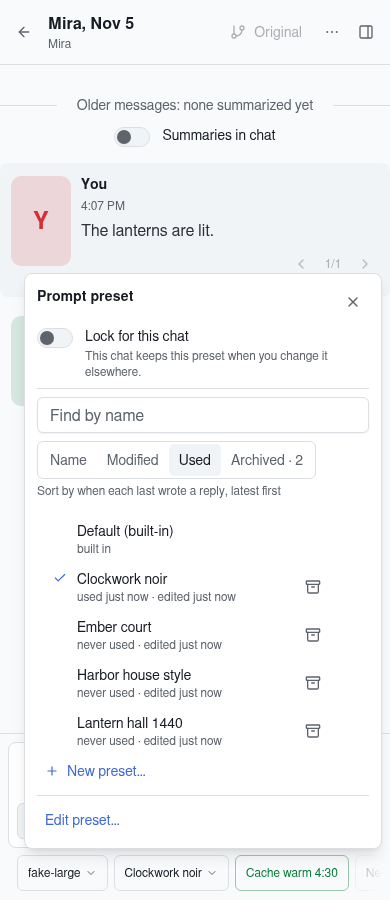 Mira, Nov 5
Mira
Original
Older messages: none summarized yet
Summaries in chat
Y
You
4:07 PM
The lanterns are lit.
1/1
Prompt preset
Lock for this chat
This chat keeps this preset when you change it
elsewhere.
Find by name
Name Modified Used Archived · 2
Sort by when each last wrote a reply, latest first
Default (built-in)
built in
Clockwork noir
used just now · edited just now
Ember court
never used · edited just now
Harbor house style
never used · edited just now
Lantern hall 1440
never used · edited just now
New preset...
Edit preset...
fake-large Clockwork noir Cache warm 4:30 Ne